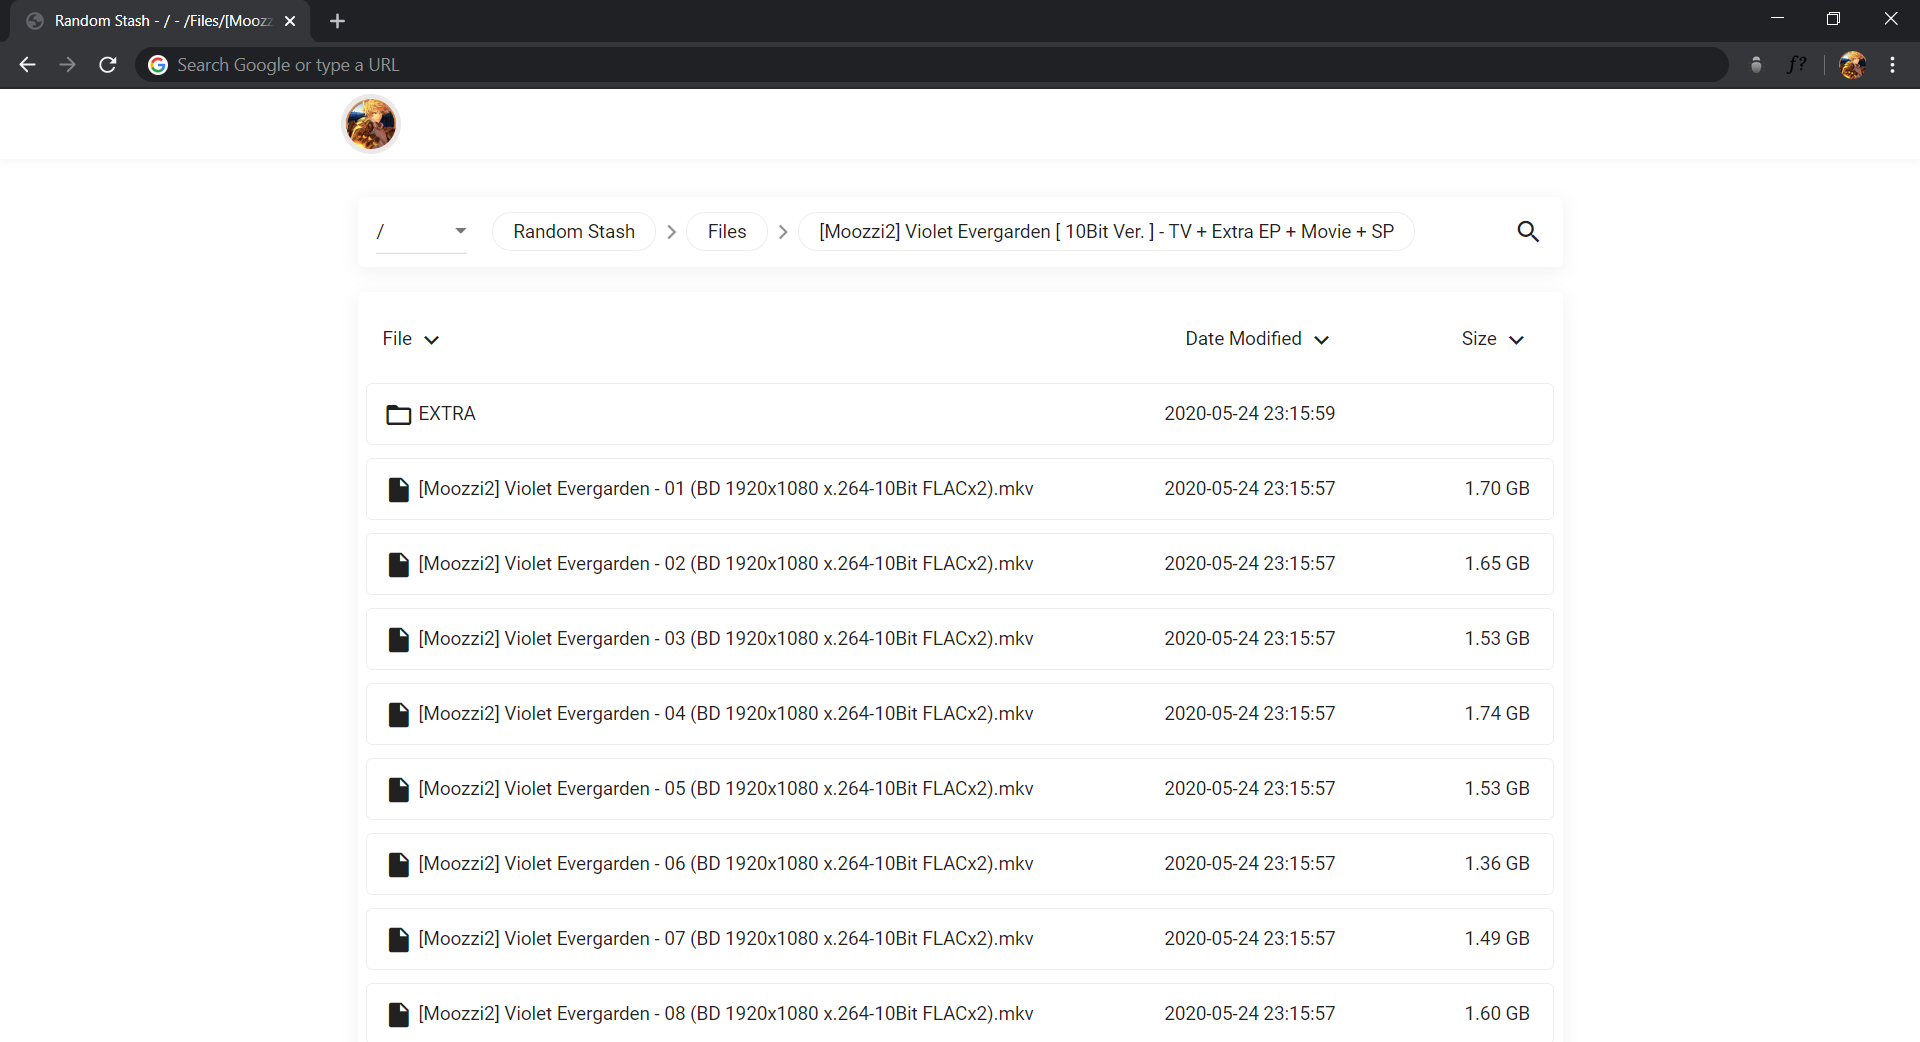 Random Stash - / - /Files/[Mooz
Search Google or type a URL
f?
/ Random Stash Files [Moozzi2] Violet Evergarden [ 10Bit Ver. ] - TV + Extra EP + Movie + SP
File Date Modified Size
EXTRA 2020-05-24 23:15:59
[Moozzi2] Violet Evergarden - 01 (BD 1920x1080 x.264-10Bit FLACx2).mkv 2020-05-24 23:15:57 1.70 GB
[Moozzi2] Violet Evergarden - 02 (BD 1920x1080 x.264-10Bit FLACx2).mkv 2020-05-24 23:15:57 1.65 GB
[Moozzi2] Violet Evergarden - 03 (BD 1920x1080 x.264-10Bit FLACx2).mkv 2020-05-24 23:15:57 1.53 GB
[Moozzi2] Violet Evergarden - 04 (BD 1920x1080 x.264-10Bit FLACx2).mkv 2020-05-24 23:15:57 1.74 GB
[Moozzi2] Violet Evergarden - 05 (BD 1920x1080 x.264-10Bit FLACx2).mkv 2020-05-24 23:15:57 1.53 GB
[Moozzi2] Violet Evergarden - 06 (BD 1920x1080 x.264-10Bit FLACx2).mkv 2020-05-24 23:15:57 1.36 GB
[Moozzi2] Violet Evergarden - 07 (BD 1920x1080 x.264-10Bit FLACx2).mkv 2020-05-24 23:15:57 1.49 GB
[Moozzi2] Violet Evergarden - 08 (BD 1920x1080 x.264-10Bit FLACx2).mkv 2020-05-24 23:15:57 1.60 GB